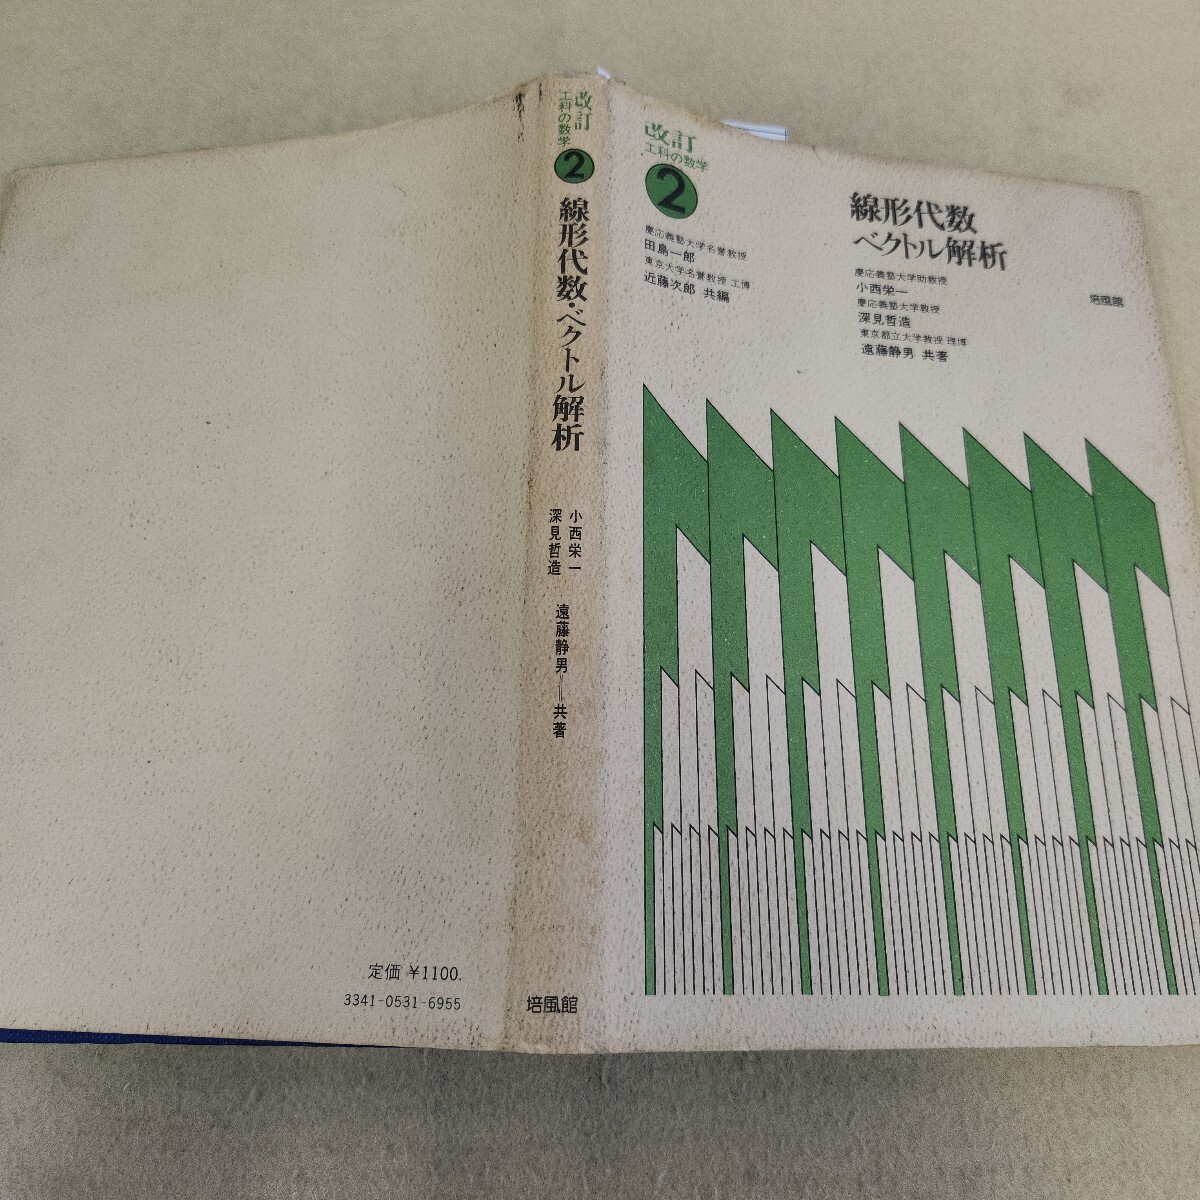 改訂
工科の数学
2
慶応義塾大学名誉教授
田島一郎
東京大学名誉教授 工博
近藤次郎 共編
線形代数
ベクトル解析
慶応義塾大学助教授
小西栄一
慶応義塾大学教授
深見哲造
東京都立大学教授 理博
遠藤静男 共著
培風館
改訂
工科の数学
2
線形代数・ベクトル解析
小西栄一
深見哲造
遠藤静男＝共著
培風館
定価 ¥1100.
3341-0531-6955